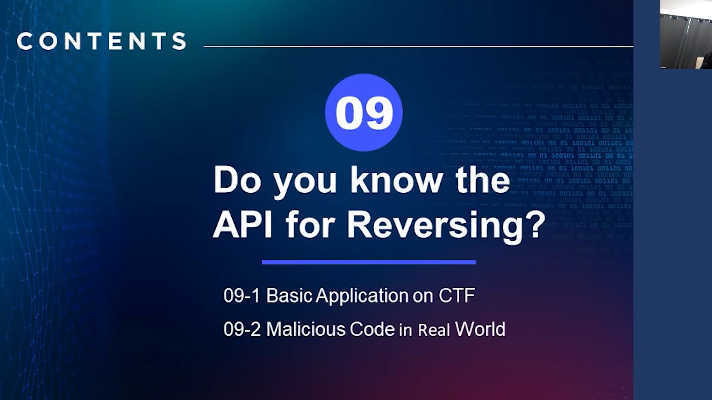 CONTENTS
09
Do you know the
API for Reversing?
09-1 Basic Application on CTF
09-2 Malicious Code in Real World